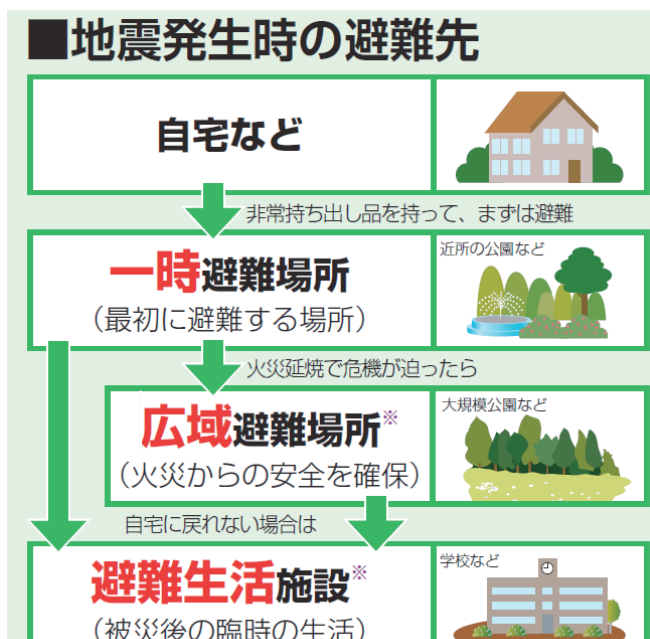 ■地震発生時の避難先
自宅など
非常持ち出し品を持って、まずは避難
一時避難場所
(最初に避難する場所)
近所の公園など
火災延焼で危機が迫ったら
広域避難場所※
(火災からの安全を確保)
大規模公園など
自宅に戻れない場合は
避難生活施設※
(被災後の臨時の生活)
学校など